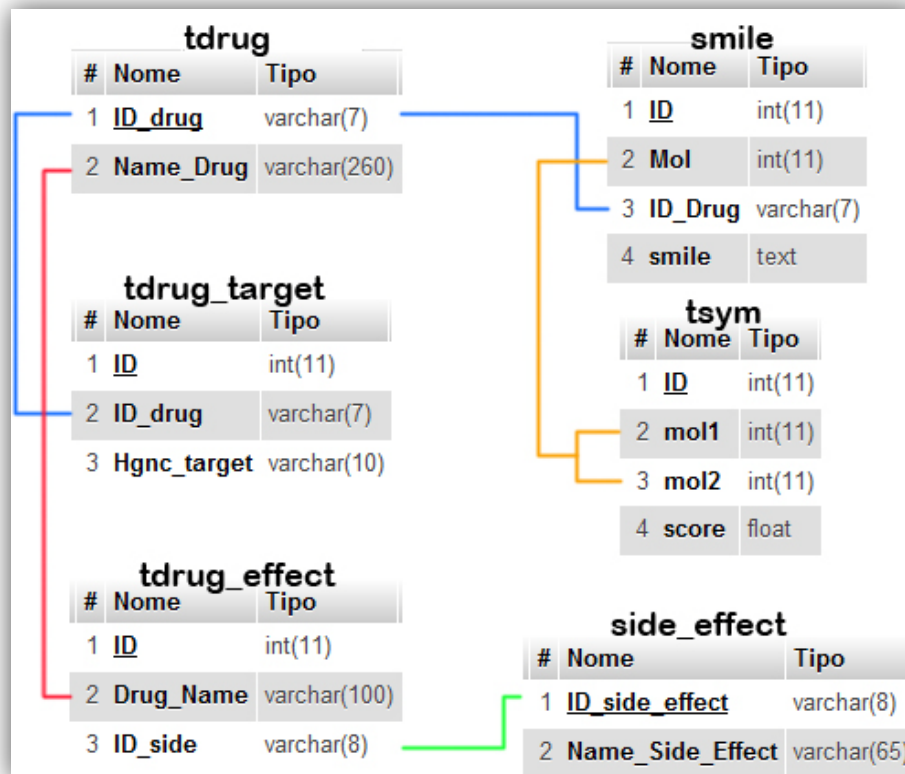 tdrug
# Nome Tipo
1 ID_drug varchar(7)
2 Name_Drug varchar(260)
tdrug_target
# Nome Tipo
1 ID int(11)
2 ID_drug varchar(7)
3 Hgnc_target varchar(10)
tdrug_effect
# Nome Tipo
1 ID int(11)
2 Drug_Name varchar(100)
3 ID_side varchar(8)
smile
# Nome Tipo
1 ID int(11)
2 Mol int(11)
3 ID_Drug varchar(7)
4 smile text
tsym
# Nome Tipo
1 ID int(11)
2 mol1 int(11)
3 mol2 int(11)
4 score float
side_effect
# Nome Tipo
1 ID_side_effect varchar(8)
2 Name_Side_Effect varchar(65)